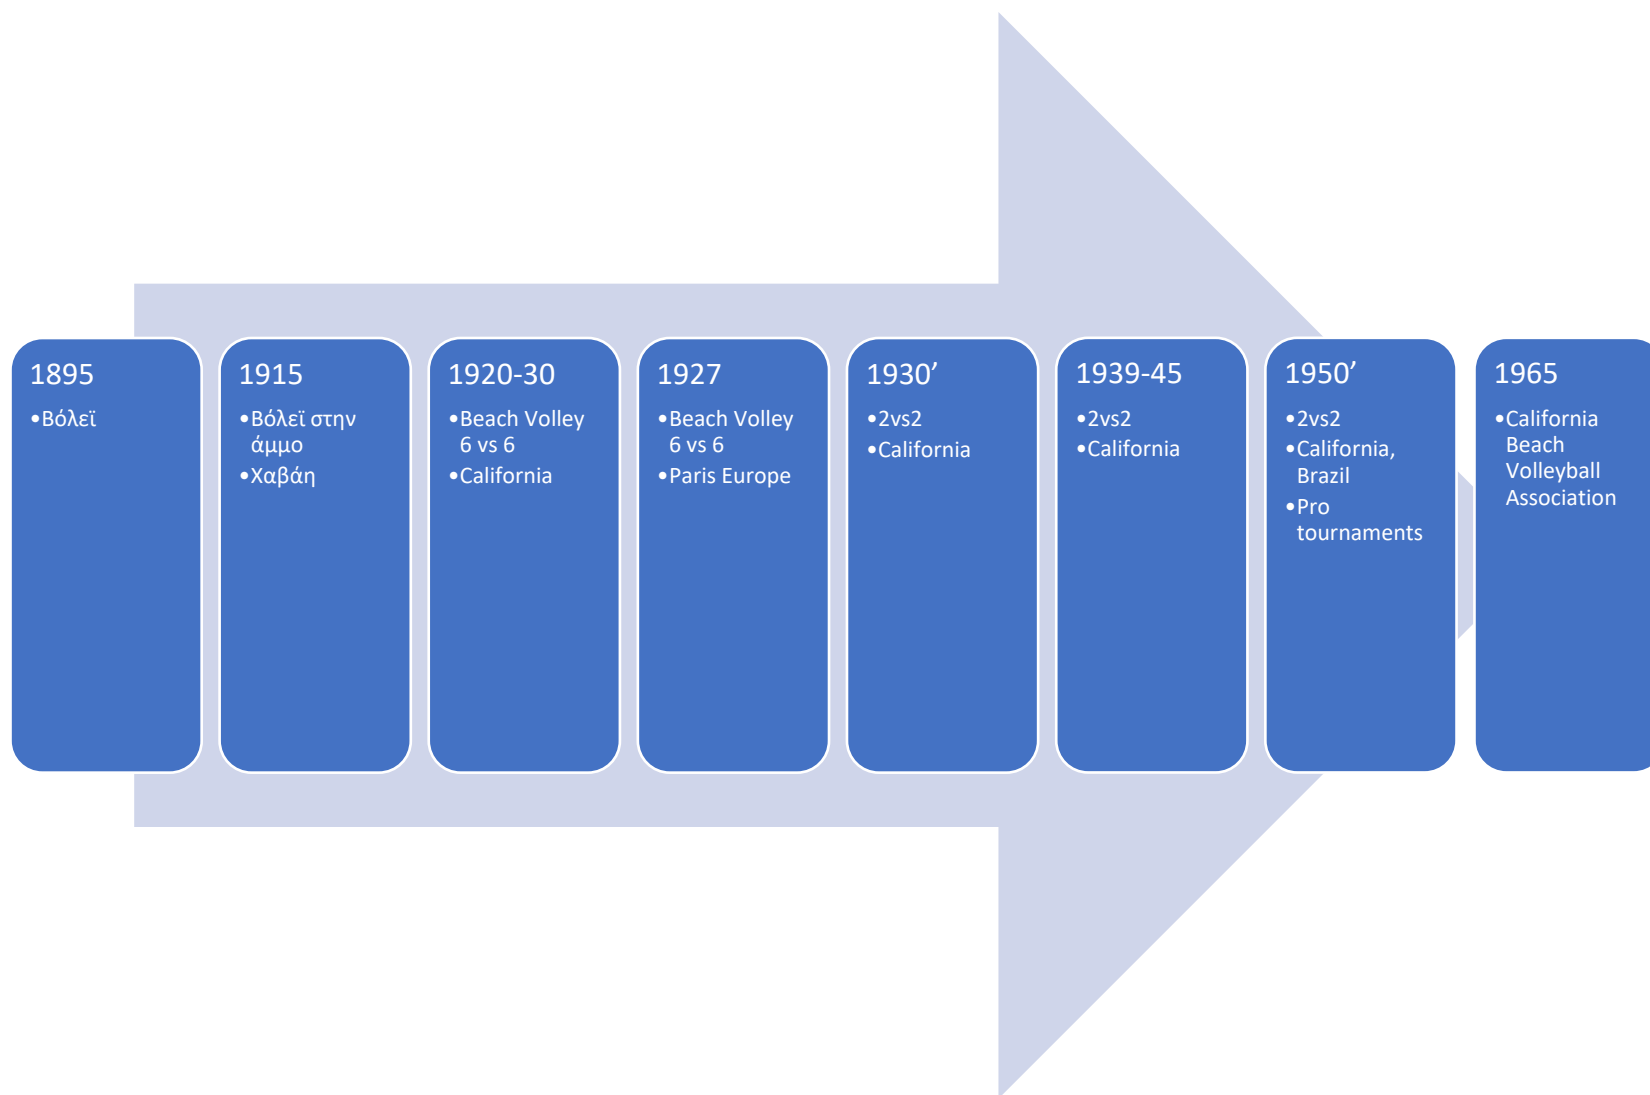 1895
•Βόλεϊ
1915
•Βόλεϊ στην
άμμο
•Χαβάη
1920-30
•Beach Volley
6 vs 6
•California
1927
•Beach Volley
6 vs 6
•Paris Europe
1930’
•2vs2
•California
1939-45
•2vs2
•California
1950’
•2vs2
•California,
Brazil
•Pro
tournaments
1965
•California
Beach
Volleyball
Association